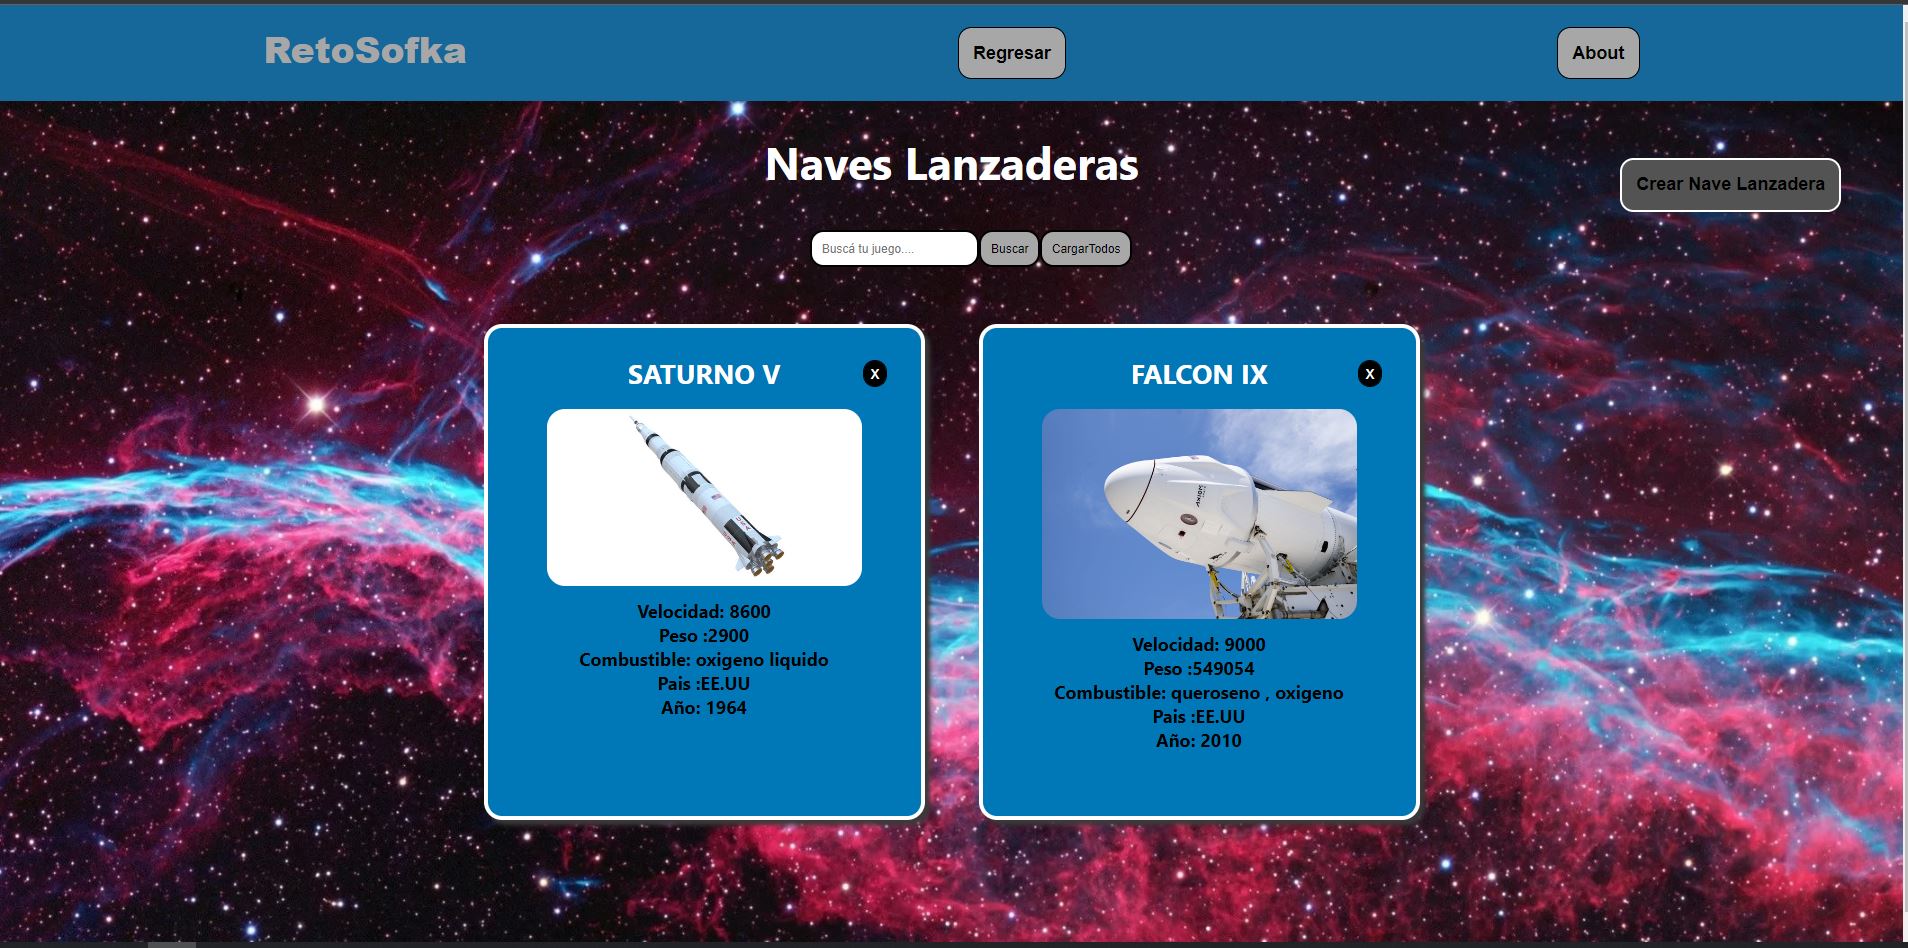 RetoSofka
Regresar
About
Naves Lanzaderas
Crear Nave Lanzadera
Buscá tu juego....
Buscar
CargarTodos
SATURNO V
X
Velocidad: 8600
Peso :2900
Combustible: oxigeno liquido
Pais :EE.UU
Año: 1964
FALCON IX
X
AXIOM
Velocidad: 9000
Peso :549054
Combustible: queroseno , oxigeno
Pais :EE.UU
Año: 2010